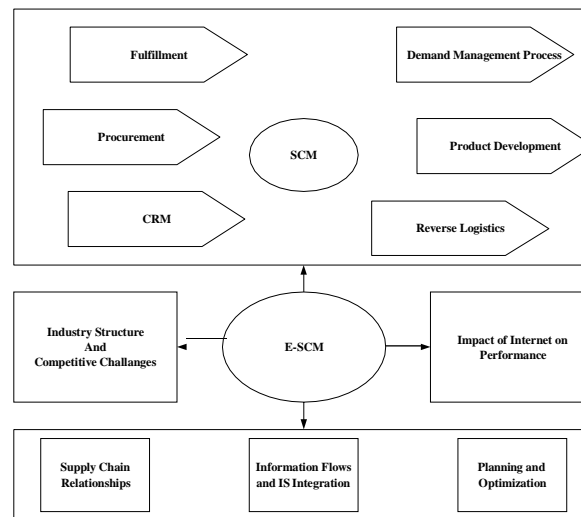 Fulfillment
Demand Management Process
Procurement
SCM
Product Development
CRM
Reverse Logistics
Industry Structure
And
Competitive Challanges
E-SCM
Impact of Internet on
Performance
Supply Chain
Relationships
Information Flows
and IS Integration
Planning and
Optimization